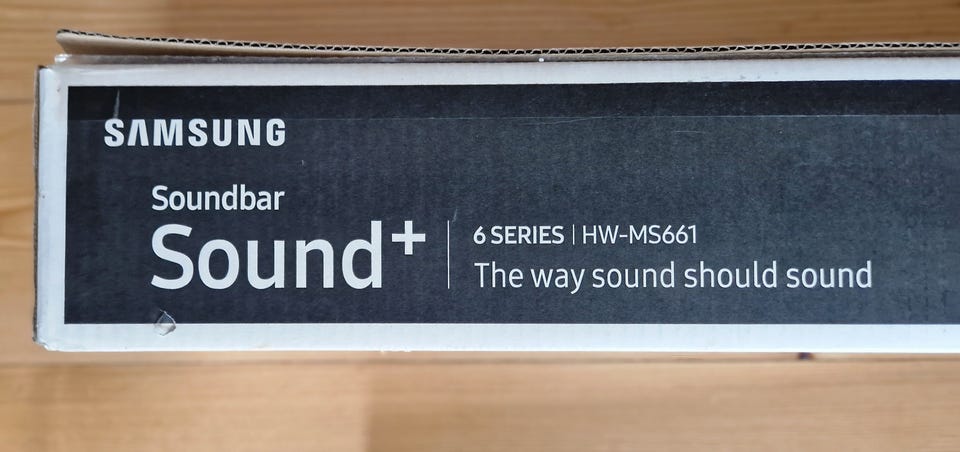 SAMSUNG
Soundbar
Sound+
6 SERIES | HW-MS661
The way sound should sound